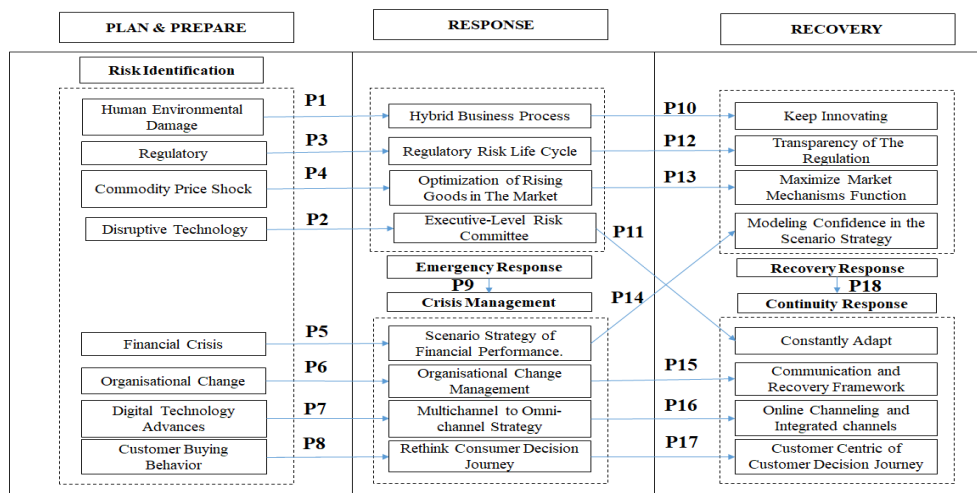 PLAN & PREPARE
RESPONSE
RECOVERY
Risk Identification
P1
Human Environmental
Damage
Hybrid Business Process
P10
Keep Innovating
P3
Regulatory
Regulatory Risk Life Cycle
P12
Transparency of The
Regulation
P4
Commodity Price Shock
Optimization of Rising
Goods in The Market
P13
Maximize Market
Mechanisms Function
P2
Disruptive Technology
Executive-Level Risk
Committee
P11
Modeling Confidence in the
Scenario Strategy
Emergency Response
P9
Crisis Management
P14
Recovery Response
P18
Continuity Response
P5
Financial Crisis
Scenario Strategy of
Financial Performance.
Constantly Adapt
P6
Organisational Change
Organisational Change
Management
P15
Communication and
Recovery Framework
P7
Digital Technology
Advances
Multichannel to Omni-
channel Strategy
P16
Online Channeling and
Integrated channels
P8
Customer Buying
Behavior
Rethink Consumer Decision
Journey
P17
Customer Centric of
Customer Decision Journey